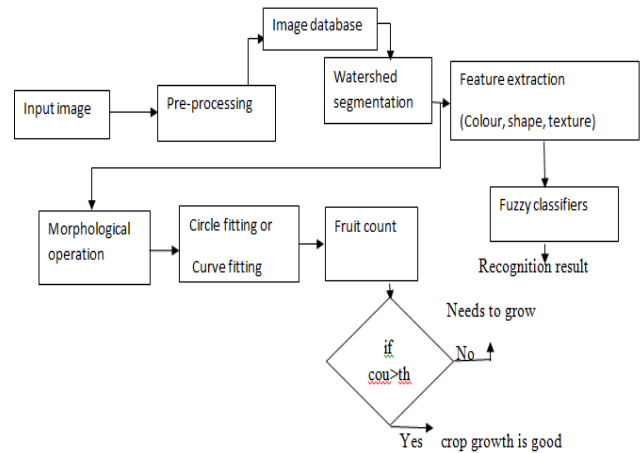 Image database
Input image
Pre-processing
Watershed
segmentation
Feature extraction
(Colour, shape, texture)
Fuzzy classifiers
Recognition result
Morphological
operation
Circle fitting or
Curve fitting
Fruit count
Needs to grow
if
cou>th
No
Yes
crop growth is good